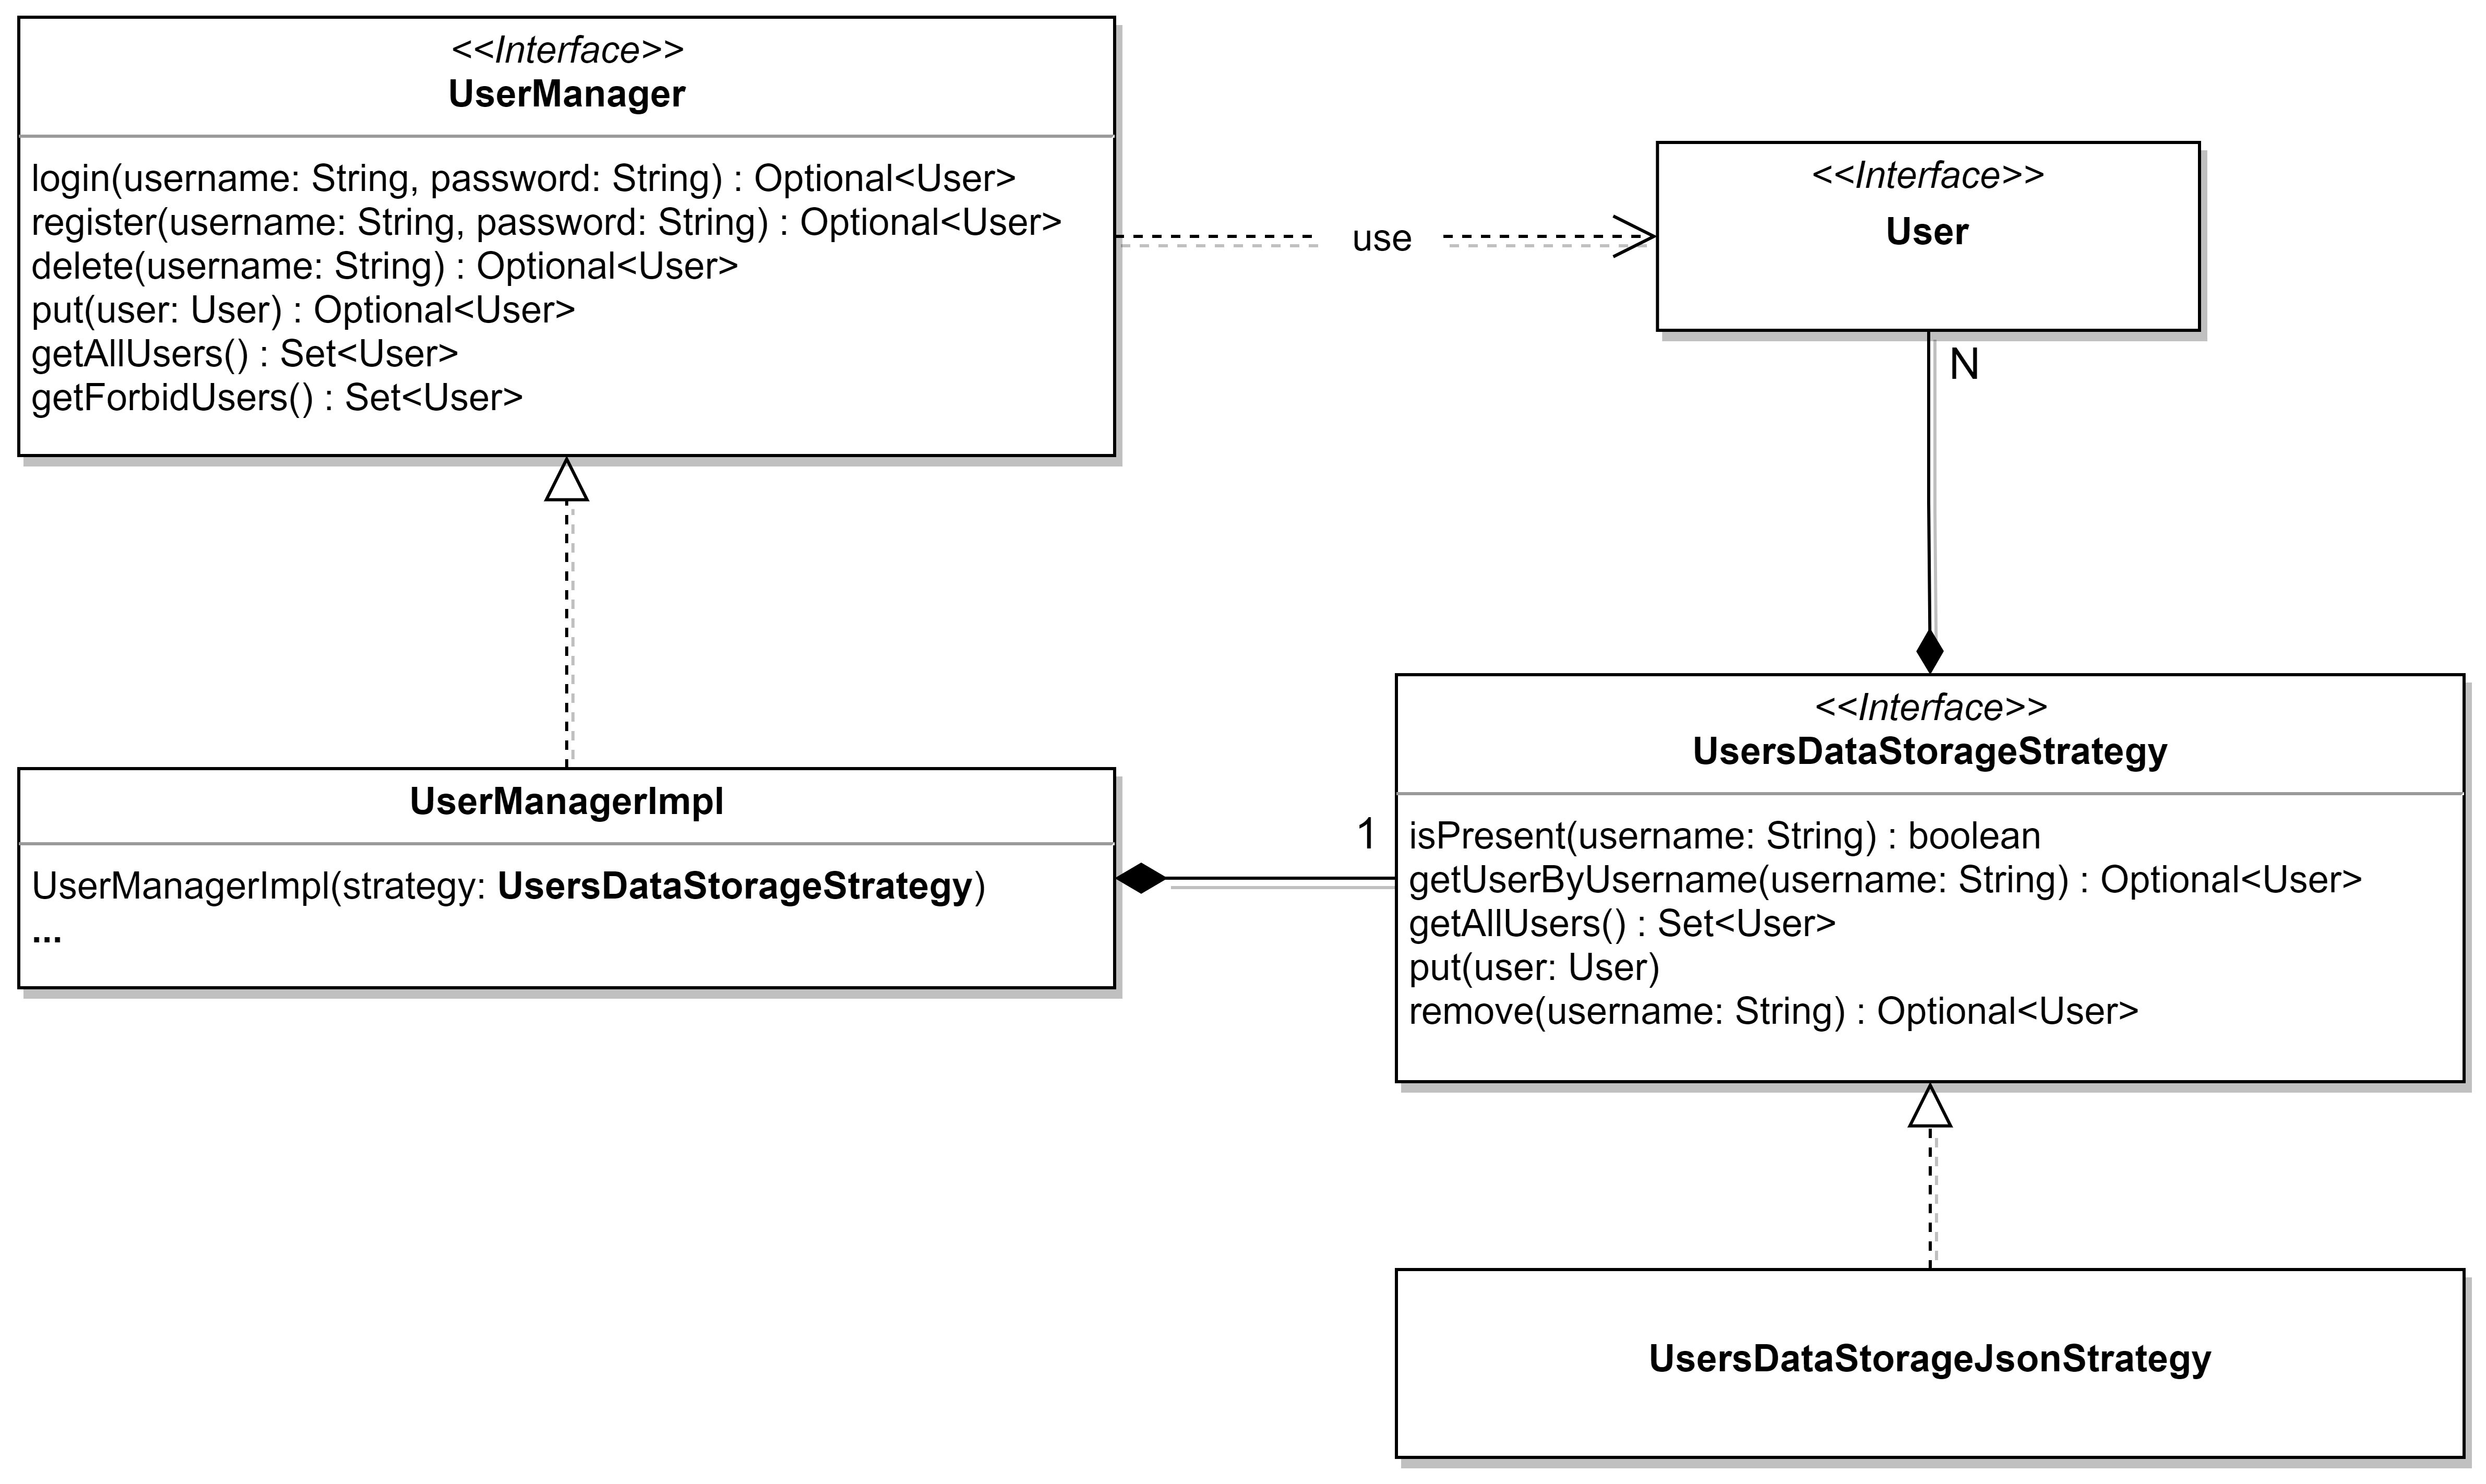 <<Interface>>
UserManager
login(username: String, password: String) : Optional<User>
register(username: String, password: String) : Optional<User>
delete(username: String) : Optional<User>
put(user: User) : Optional<User>
getAllUsers() : Set<User>
getForbidUsers() : Set<User>
use
<<Interface>>
User
N
UserManagerImpl
UserManagerImpl(strategy: UsersDataStorageStrategy)
...
1
<<Interface>>
UsersDataStorageStrategy
isPresent(username: String) : boolean
getUserByUsername(username: String) : Optional<User>
getAllUsers() : Set<User>
put(user: User)
remove(username: String) : Optional<User>
UsersDataStorageJsonStrategy